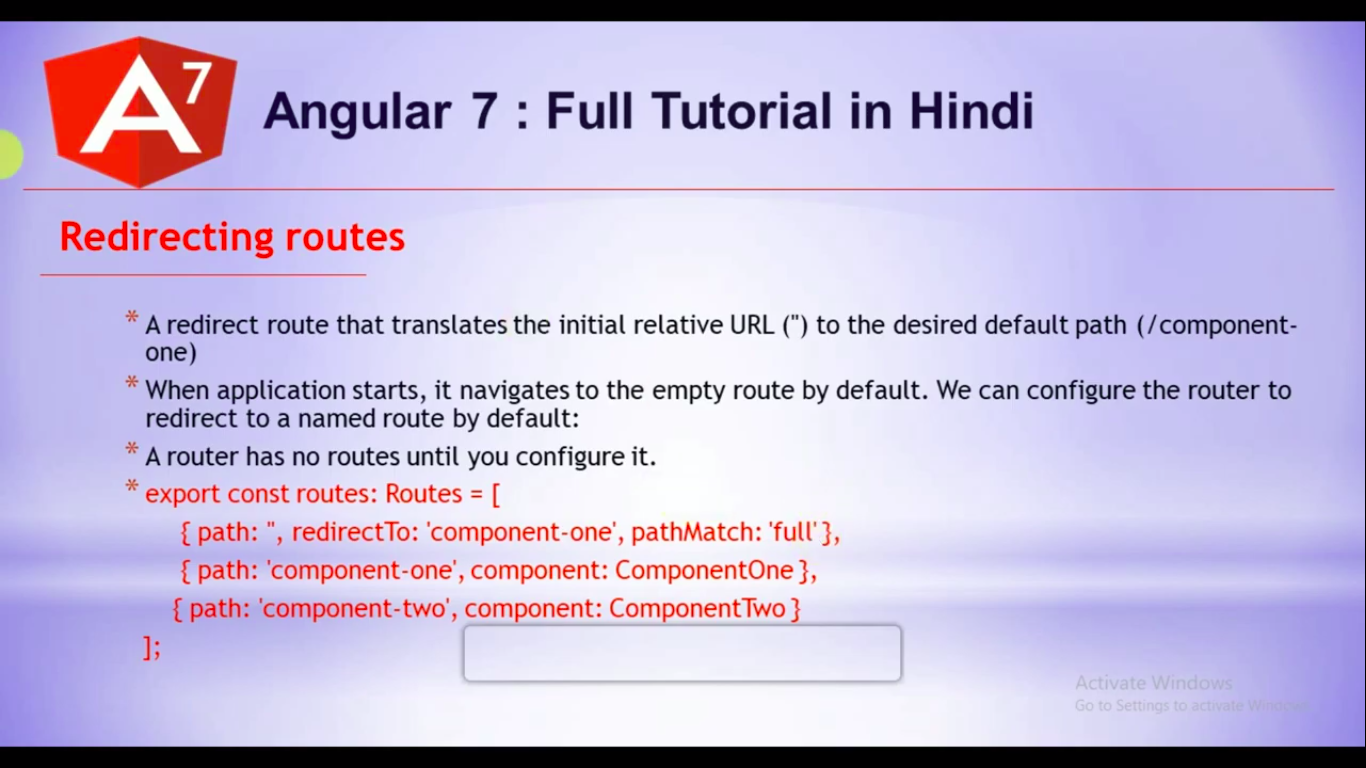 A 7
Angular 7 : Full Tutorial in Hindi
Redirecting routes
* A redirect route that translates the initial relative URL ('') to the desired default path (/component-
one)
* When application starts, it navigates to the empty route by default. We can configure the router to
redirect to a named route by default:
* A router has no routes until you configure it.
* export const routes: Routes = [
{ path: '', redirectTo: 'component-one', pathMatch: 'full' },
{ path: 'component-one', component: ComponentOne },
{ path: 'component-two', component: ComponentTwo }
];
Activate Windows
Go to Settings to activate Windows